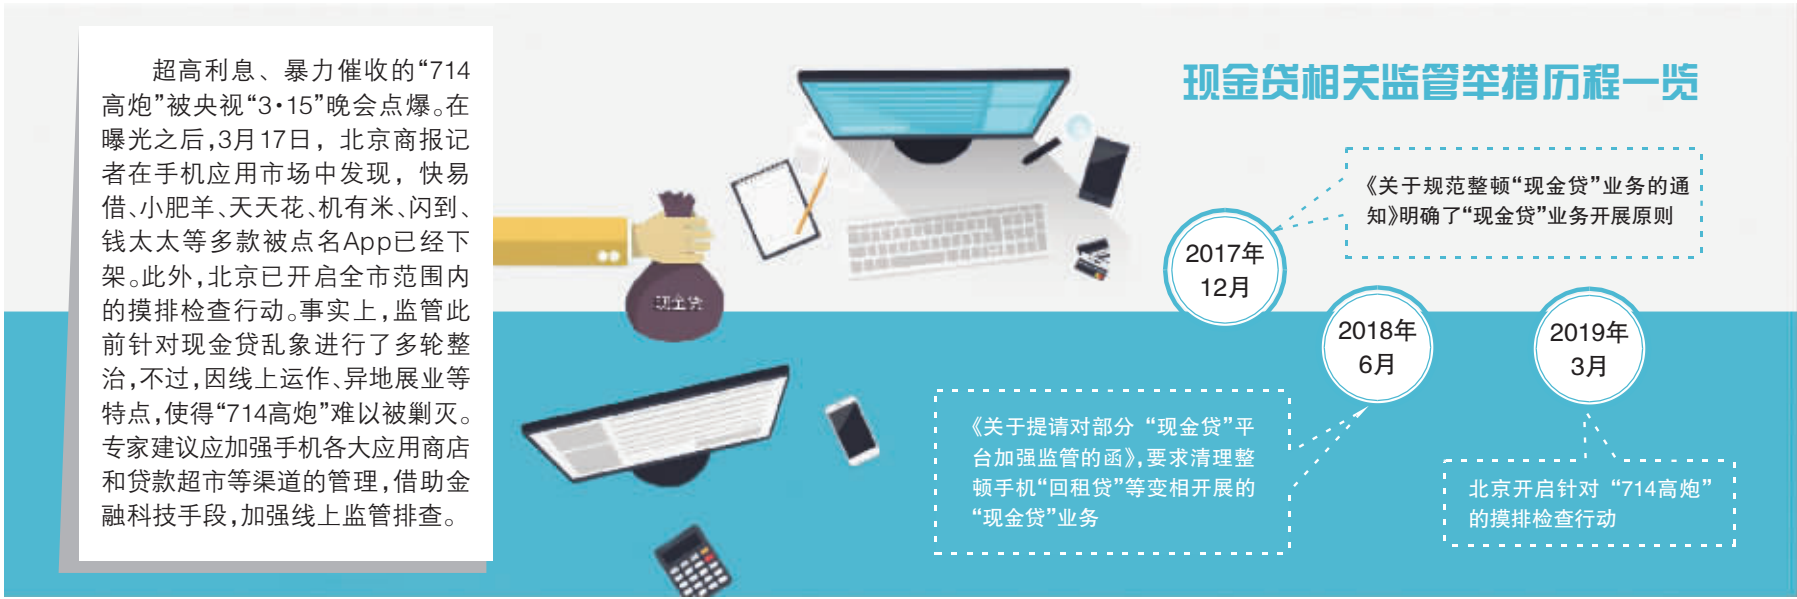 超高利息、暴力催收的“714
高炮”被央视“3·15”晚会点爆。在
曝光之后,3月17日，北京商报记
者在手机应用市场中发现，快易
借、小肥羊、天天花、机有米、闪到、
钱太太等多款被点名App已经下
架。此外,北京已开启全市范围内
的摸排检查行动。事实上,监管此
前针对现金贷乱象进行了多轮整
治,不过,因线上运作、异地展业等
特点,使得“714高炮”难以被剿灭。
专家建议应加强手机各大应用商店
和贷款超市等渠道的管理,借助金
融科技手段,加强线上监管排查。
现金贷
现金贷相关监管举措历程一览
2017年
12月
《关于规范整顿“现金贷”业务的通
知》明确了“现金贷”业务开展原则
2018年
6月
《关于提请对部分“现金贷”平
台加强监管的函》,要求清理整
顿手机“回租贷”等变相开展的
“现金贷”业务
2019年
3月
北京开启针对“714高炮”
的摸排检查行动